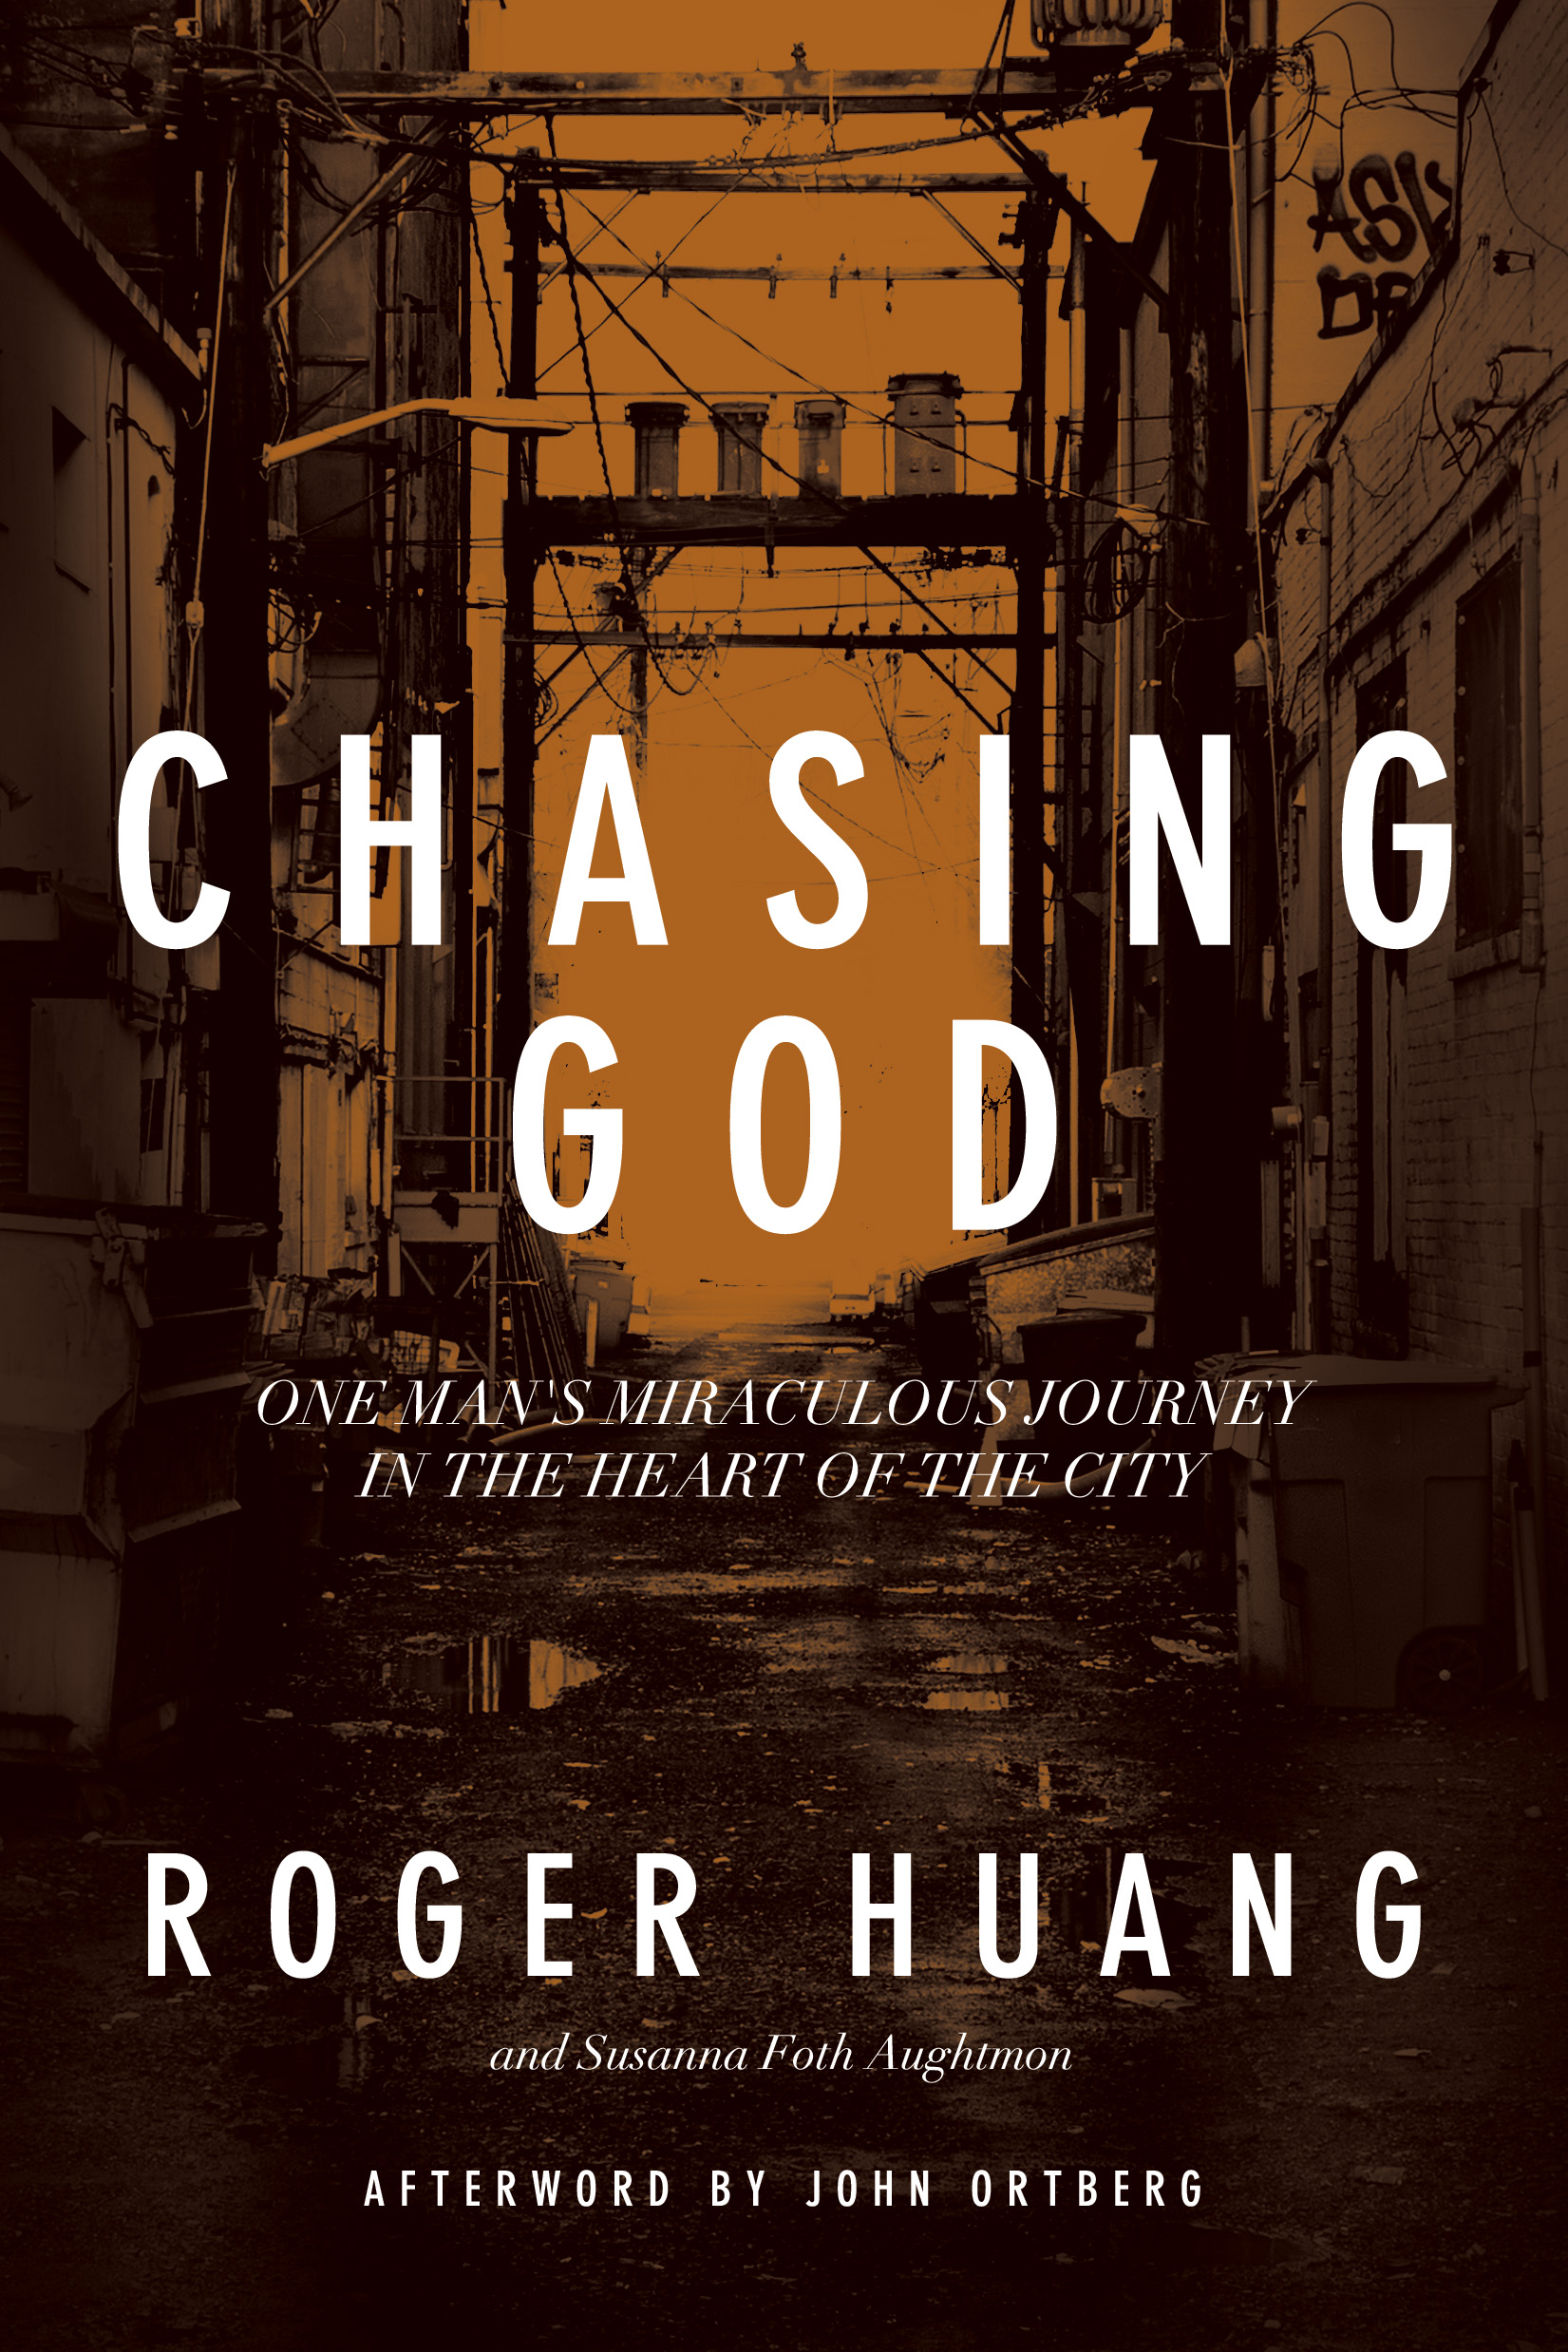 CHASING
GOD
ONE MAN'S MIRACULOUS JOURNEY
IN THE HEART OF THE CITY
ROGER HUANG
and Susanna Foth Aughtmon
AFTERWORD BY JOHN ORTBERG